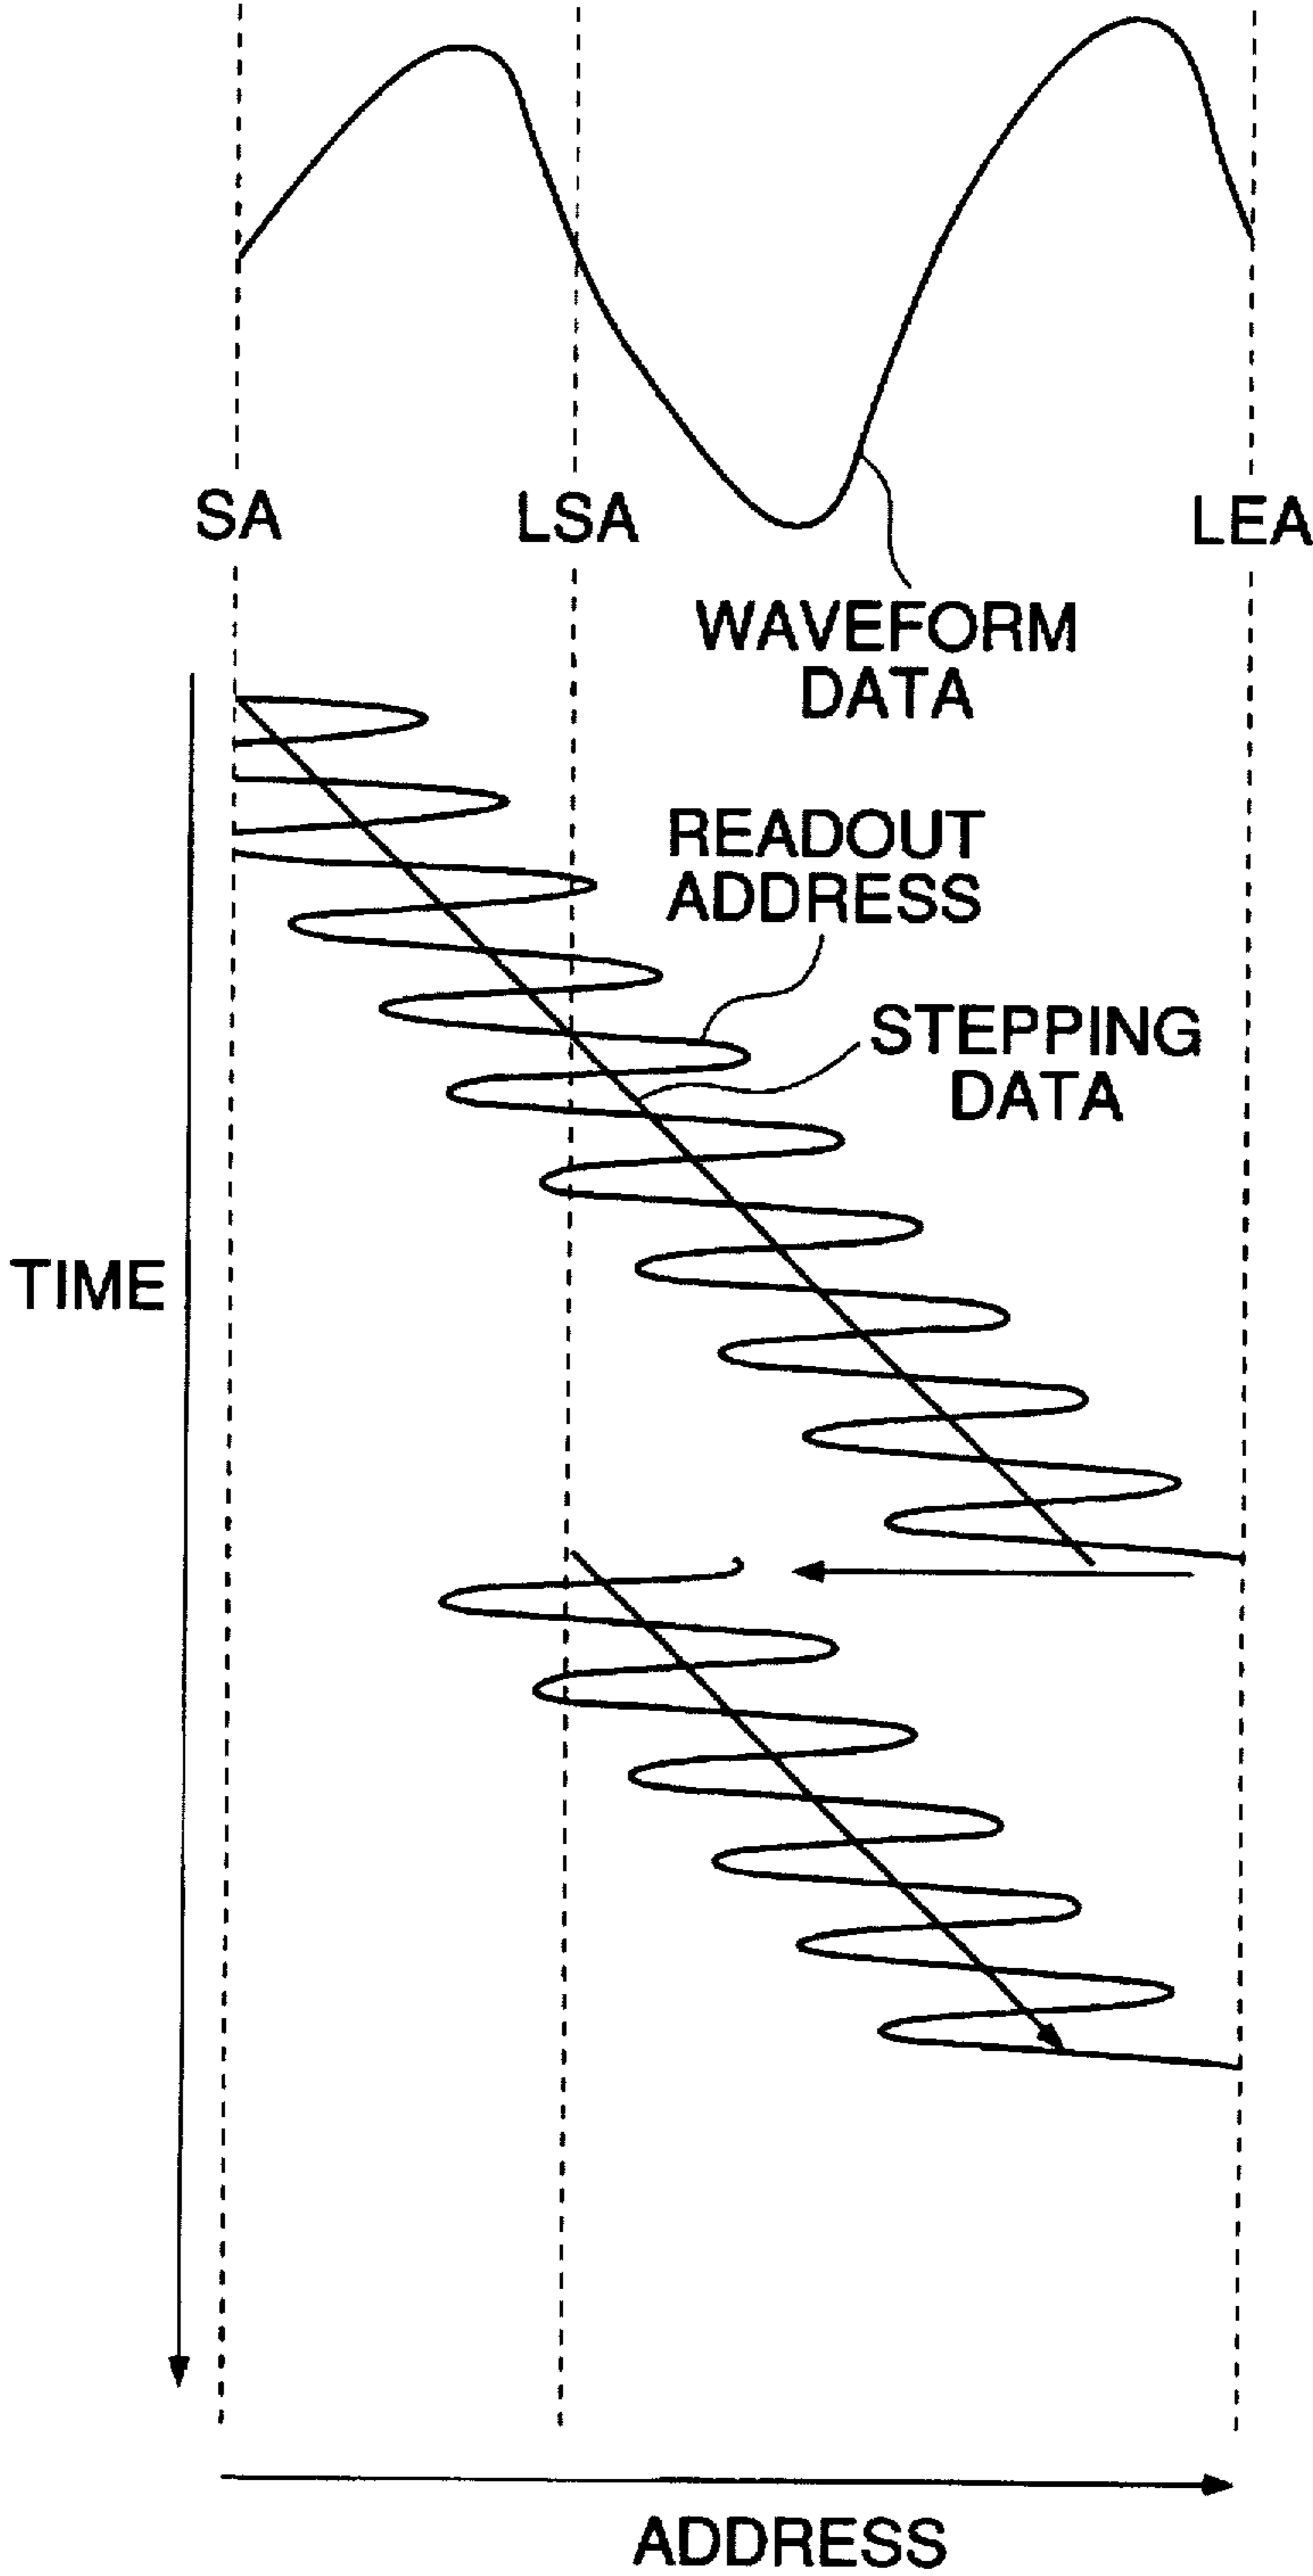 SA
LSA
LEA
WAVEFORM
DATA
READOUT
ADDRESS
STEPPING
DATA
TIME
ADDRESS